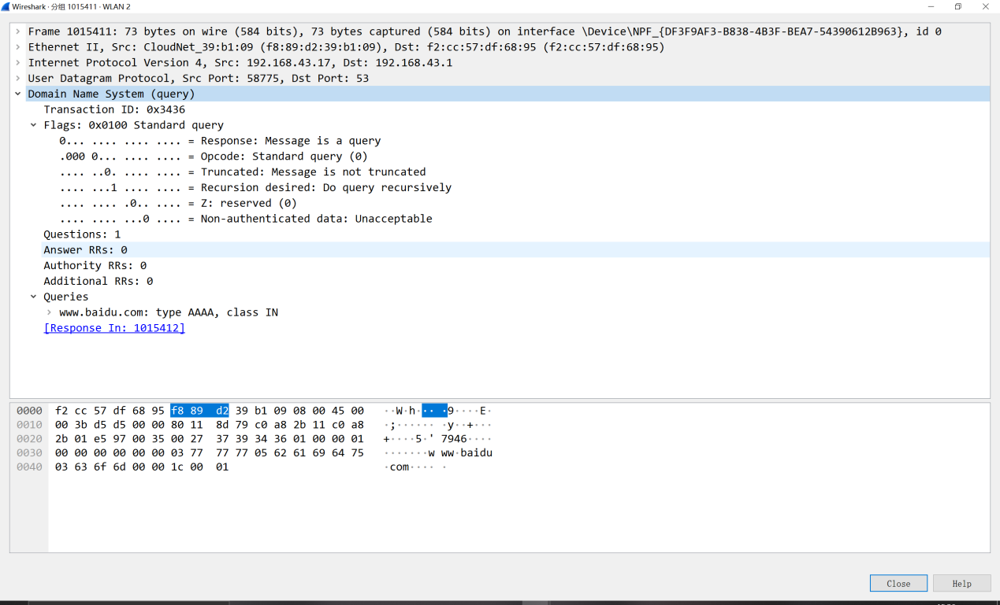 Wireshark · 分组 1015411 · WLAN 2
Frame 1015411: 73 bytes on wire (584 bits), 73 bytes captured (584 bits) on interface \Device\NPF_{DF3F9AF3-B838-4B3F-BEA7-54390612B963}, id 0
Ethernet II, Src: CloudNet_39:b1:09 (f8:89:d2:39:b1:09), Dst: f2:cc:57:df:68:95 (f2:cc:57:df:68:95)
Internet Protocol Version 4, Src: 192.168.43.17, Dst: 192.168.43.1
User Datagram Protocol, Src Port: 58775, Dst Port: 53
Domain Name System (query)
Transaction ID: 0x3436
Flags: 0x0100 Standard query
0... .... .... .... = Response: Message is a query
.000 0... .... .... = Opcode: Standard query (0)
.... ..0. .... .... = Truncated: Message is not truncated
.... ...1 .... .... = Recursion desired: Do query recursively
.... .... .0.. .... = Z: reserved (0)
.... .... ...0 .... = Non-authenticated data: Unacceptable
Questions: 1
Answer RRs: 0
Authority RRs: 0
Additional RRs: 0
Queries
www.baidu.com: type AAAA, class IN
[Response In: 1015412]
0000 f2 cc 57 df 68 95 f8 89 d2 39 b1 09 08 00 45 00 ··W·h··· ·9····E·
0010 00 3b d5 d5 00 00 80 11 8d 79 c0 a8 2b 11 c0 a8 ·;······ ·y··+···
0020 2b 01 e5 97 00 35 00 27 37 39 34 36 01 00 00 01 +····5·' 7946····
0030 00 00 00 00 00 00 03 77 77 77 05 62 61 69 64 75 ·······w ww·baidu
0040 03 63 6f 6d 00 00 1c 00 01 ·com···· ·
Close Help